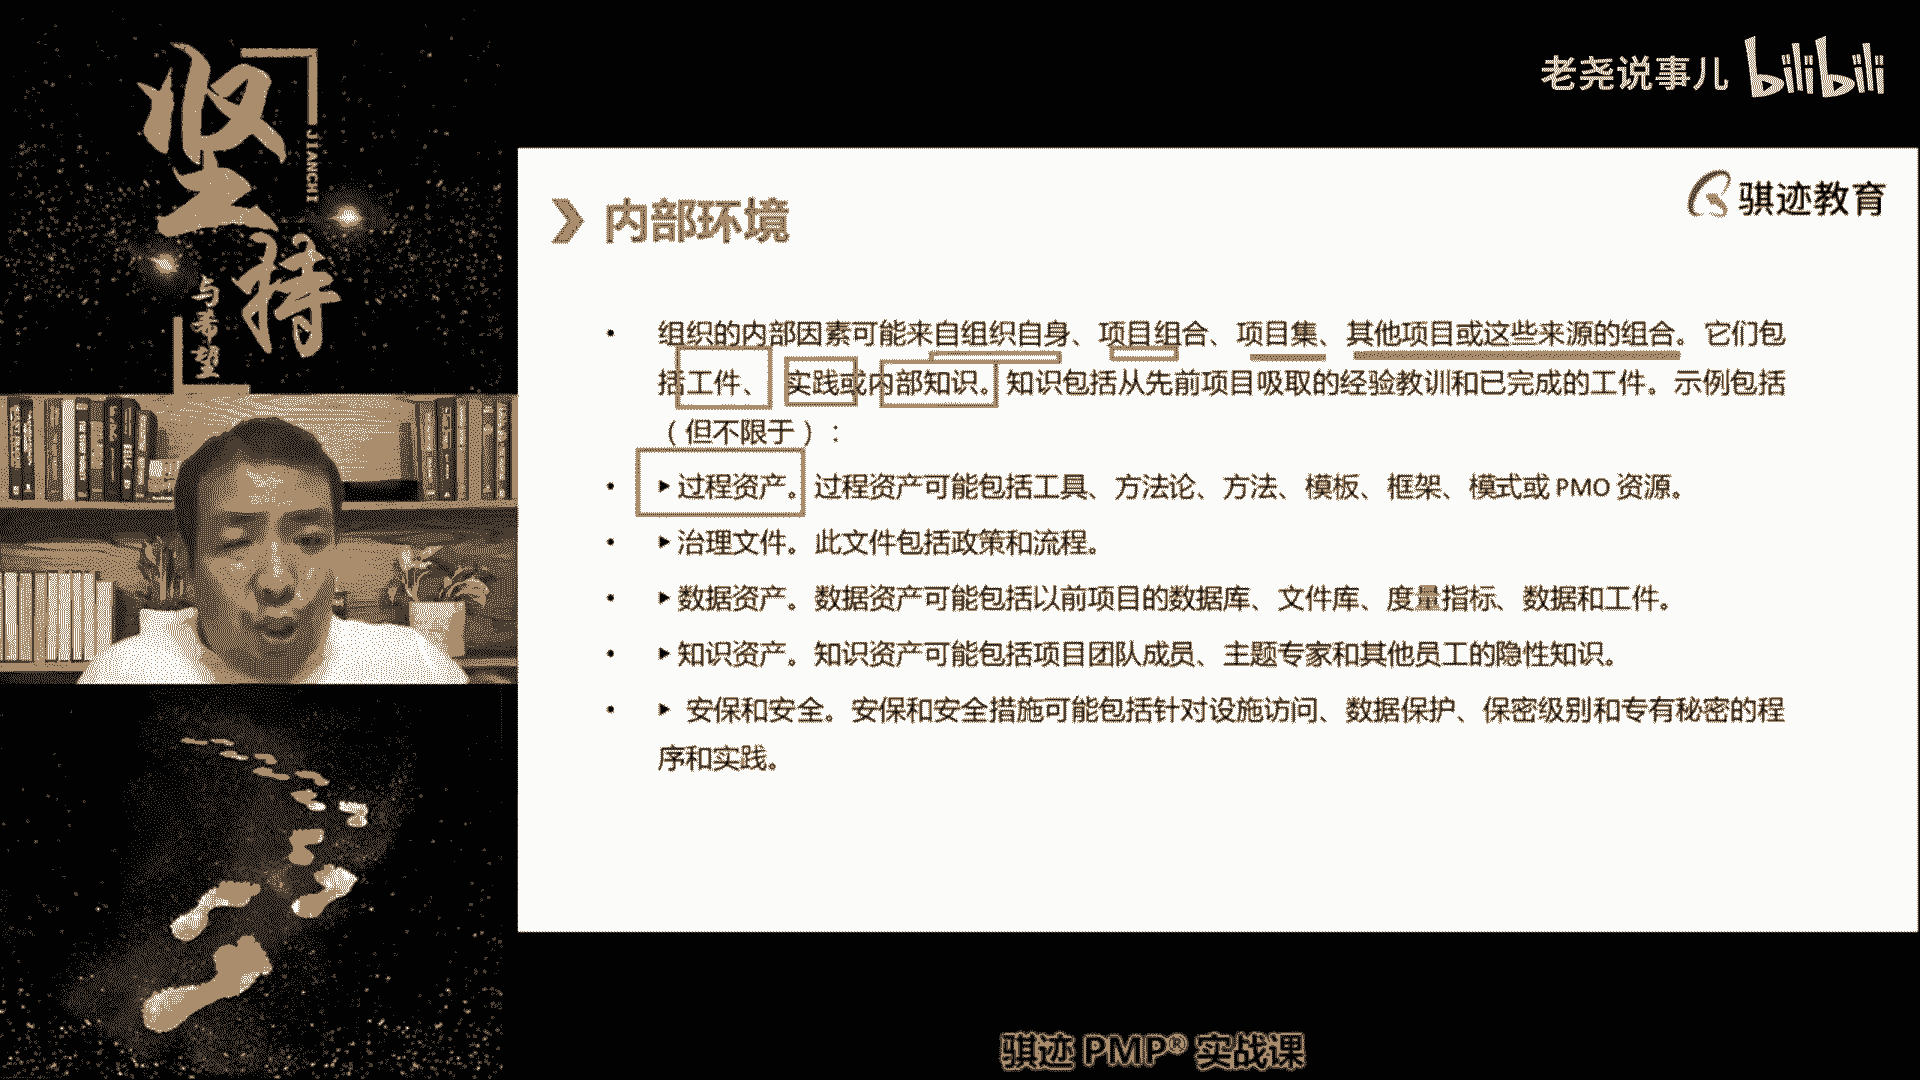 坚持
JIANCHI
与希望
老尧说事儿 bilibili
骐迹教育
内部环境
• 组织的内部因素可能来自组织自身、项目组合、项目集、其他项目或这些来源的组合。它们包
括工件、 实践或内部知识。知识包括从先前项目吸取的经验教训和已完成的工件。示例包括
（但不限于）：
• ▶过程资产。过程资产可能包括工具、方法论、方法、模板、框架、模式或 PMO 资源。
• ▶治理文件。此文件包括政策和流程。
• ▶数据资产。数据资产可能包括以前项目的数据库、文件库、度量指标、数据和工件。
• ▶知识资产。知识资产可能包括项目团队成员、主题专家和其他员工的隐性知识。
• ▶ 安保和安全。安保和安全措施可能包括针对设施访问、数据保护、保密级别和专有秘密的程
序和实践。
骐迹 PMP® 实战课